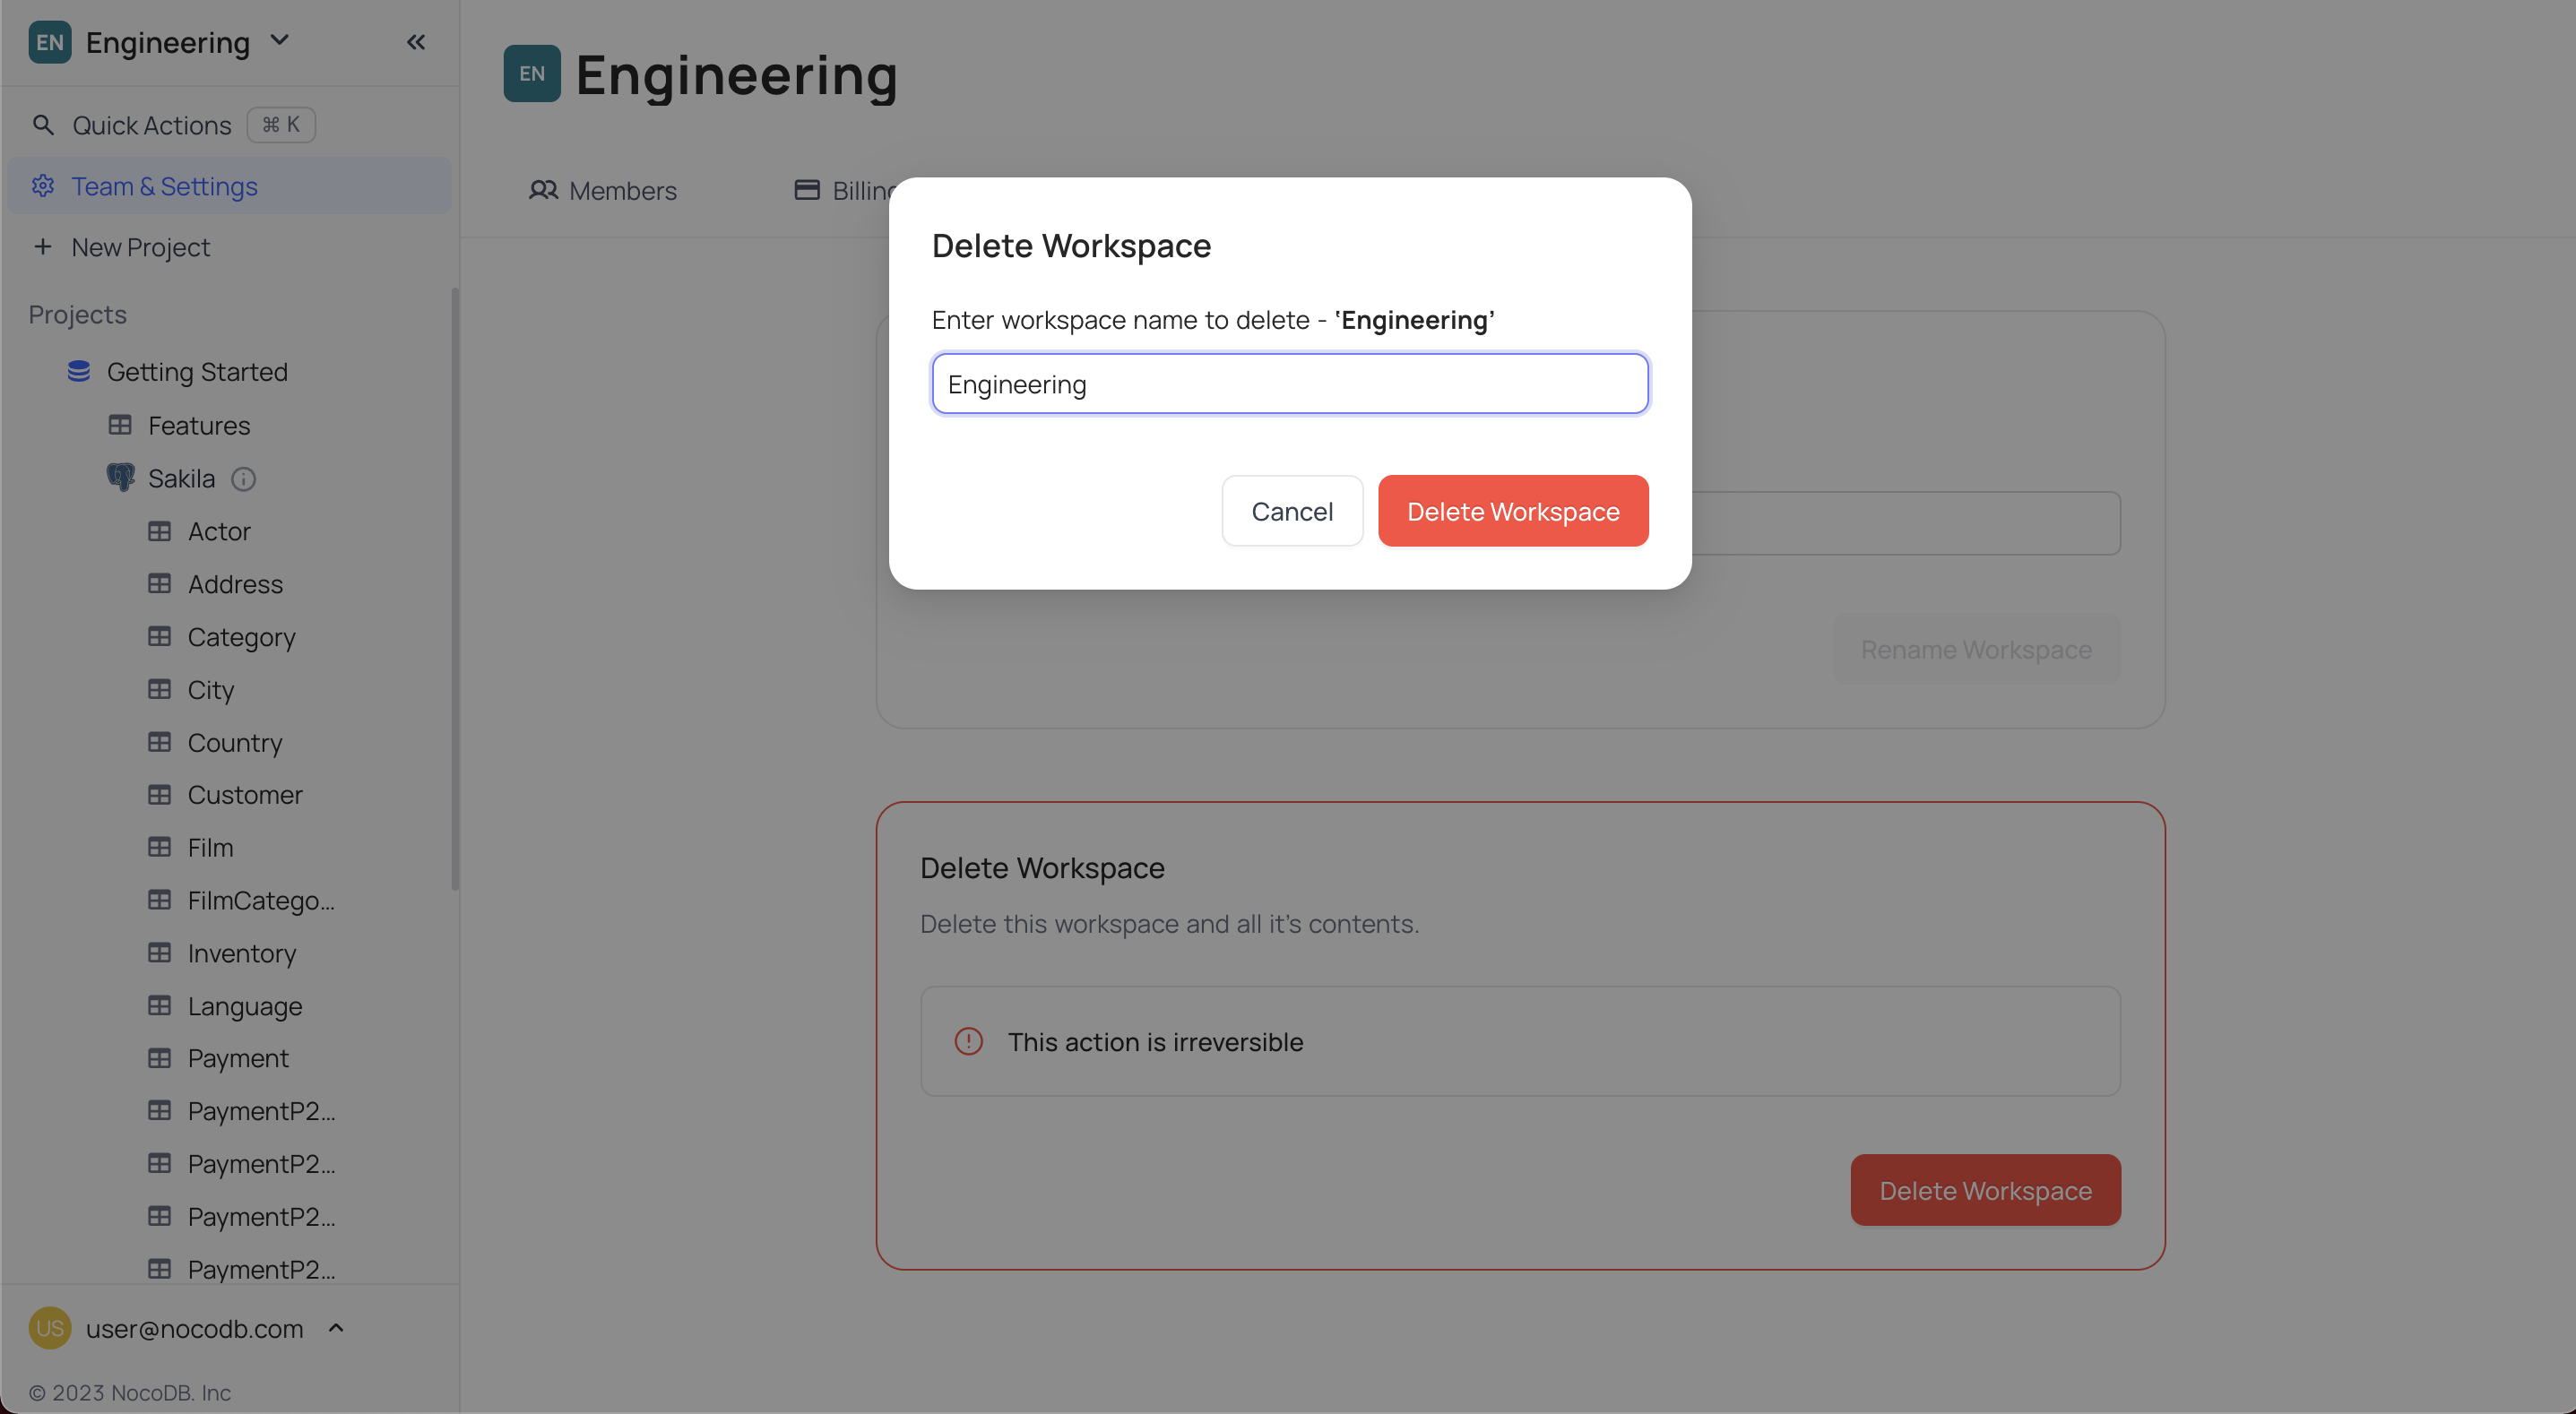 EN Engineering
Quick Actions ⌘ K
Team & Settings
New Project
Projects
Getting Started
Features
Sakila
Actor
Address
Category
City
Country
Customer
Film
FilmCatego...
Inventory
Language
Payment
PaymentP2...
PaymentP2...
PaymentP2...
PaymentP2...
US user@nocodb.com
© 2023 NocoDB. Inc
EN Engineering
Members Billing
Delete Workspace
Enter workspace name to delete - ‘Engineering’
Engineering
Cancel Delete Workspace
Rename Workspace
Delete Workspace
Delete this workspace and all it’s contents.
This action is irreversible
Delete Workspace